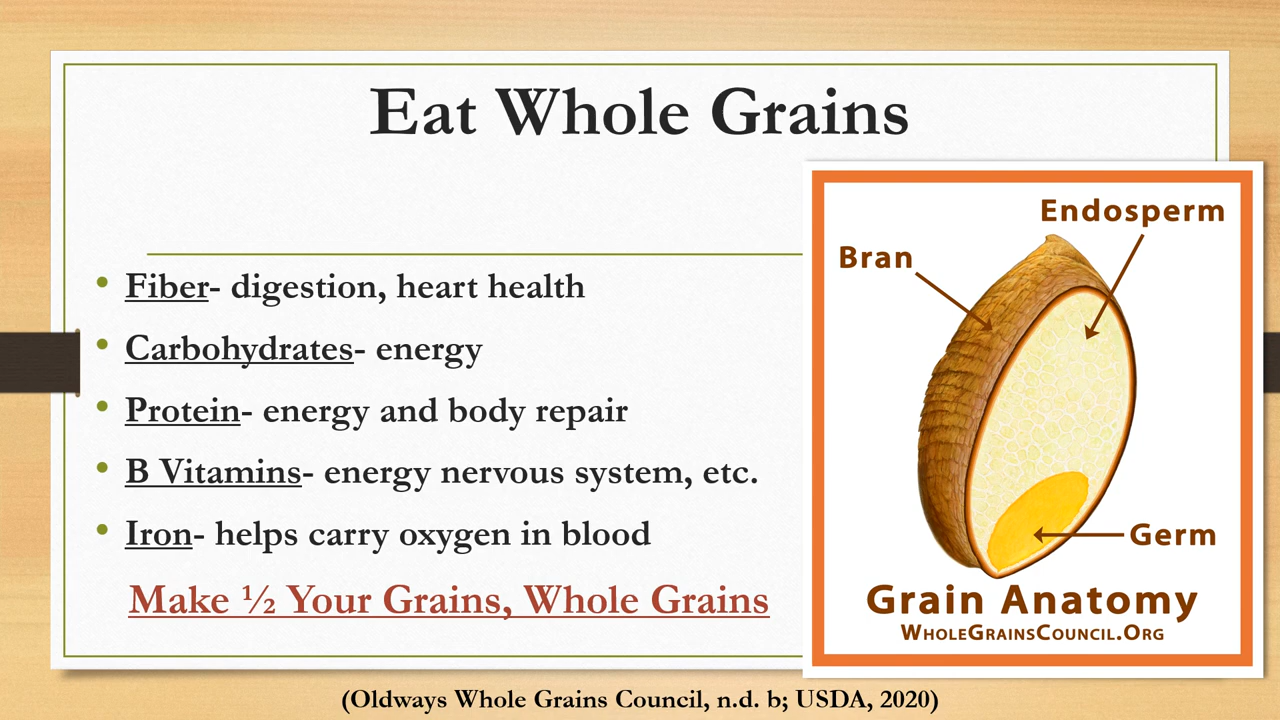 Eat Whole Grains
• Fiber- digestion, heart health
• Carbohydrates- energy
• Protein- energy and body repair
• B Vitamins- energy nervous system, etc.
• Iron- helps carry oxygen in blood
Make ½ Your Grains, Whole Grains
Endosperm
Bran
Germ
Grain Anatomy
WholeGrainsCouncil.Org
(Oldways Whole Grains Council, n.d. b; USDA, 2020)